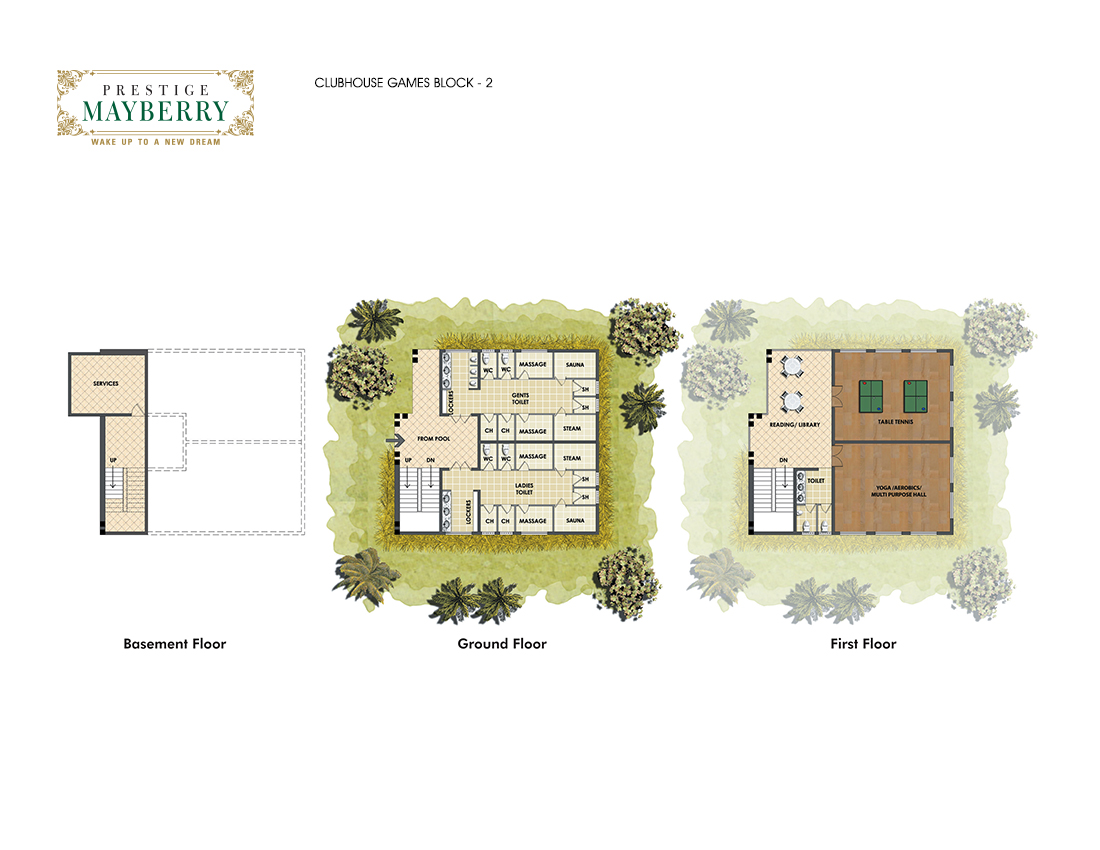 PRESTIGE
MAYBERRY
WAKE UP TO A NEW DREAM
CLUBHOUSE GAMES BLOCK - 2
SERVICES
UP
Basement Floor
WC
WC
MASSAGE
SAUNA
LOCKERS
GENTS
TOILET
SH
SH
CH
CH
MASSAGE
STEAM
FROM POOL
UP
DN
WC
WC
MASSAGE
STEAM
LADIES
TOILET
SH
SH
LOCKERS
CH
CH
MASSAGE
SAUNA
Ground Floor
READING/ LIBRARY
TABLE TENNIS
DN
TOILET
YOGA /AEROBICS/
MULTI PURPOSE HALL
First Floor